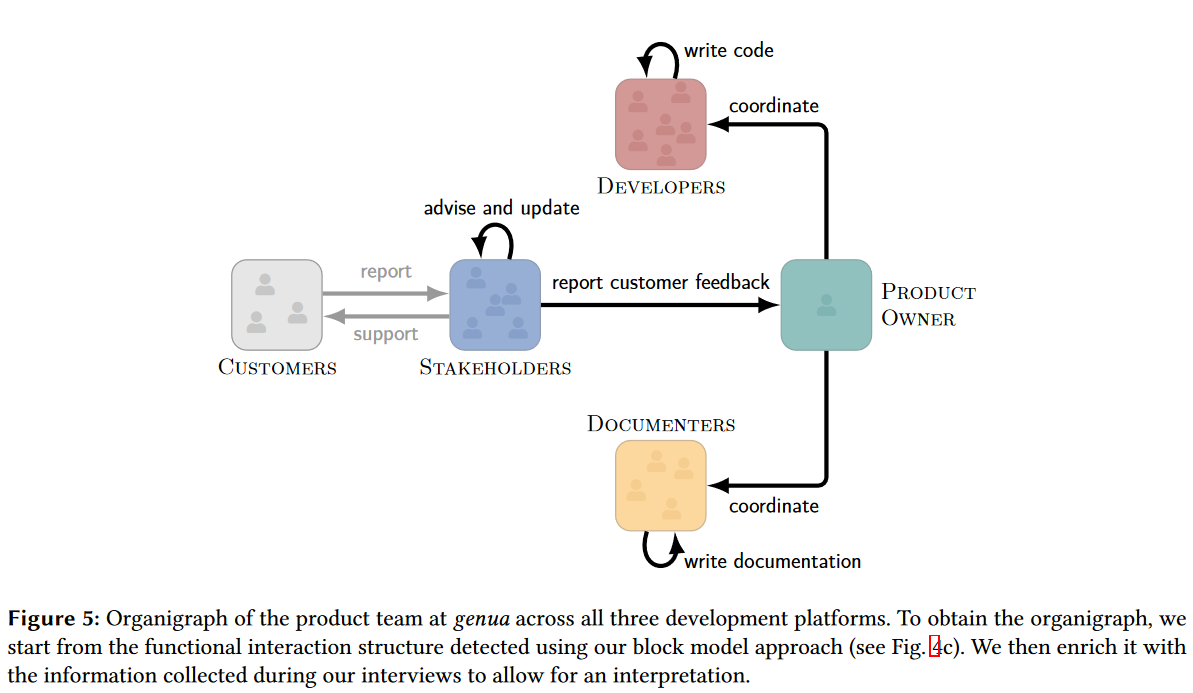 write code
coordinate
DEVELOPERS
advise and update
report
report customer feedback
PRODUCT
OWNER
support
CUSTOMERS
STAKEHOLDERS
DOCUMENTERS
coordinate
write documentation
Figure 5: Organigraph of the product team at genua across all three development platforms. To obtain the organigraph, we
start from the functional interaction structure detected using our block model approach (see Fig. 4c). We then enrich it with
the information collected during our interviews to allow for an interpretation.